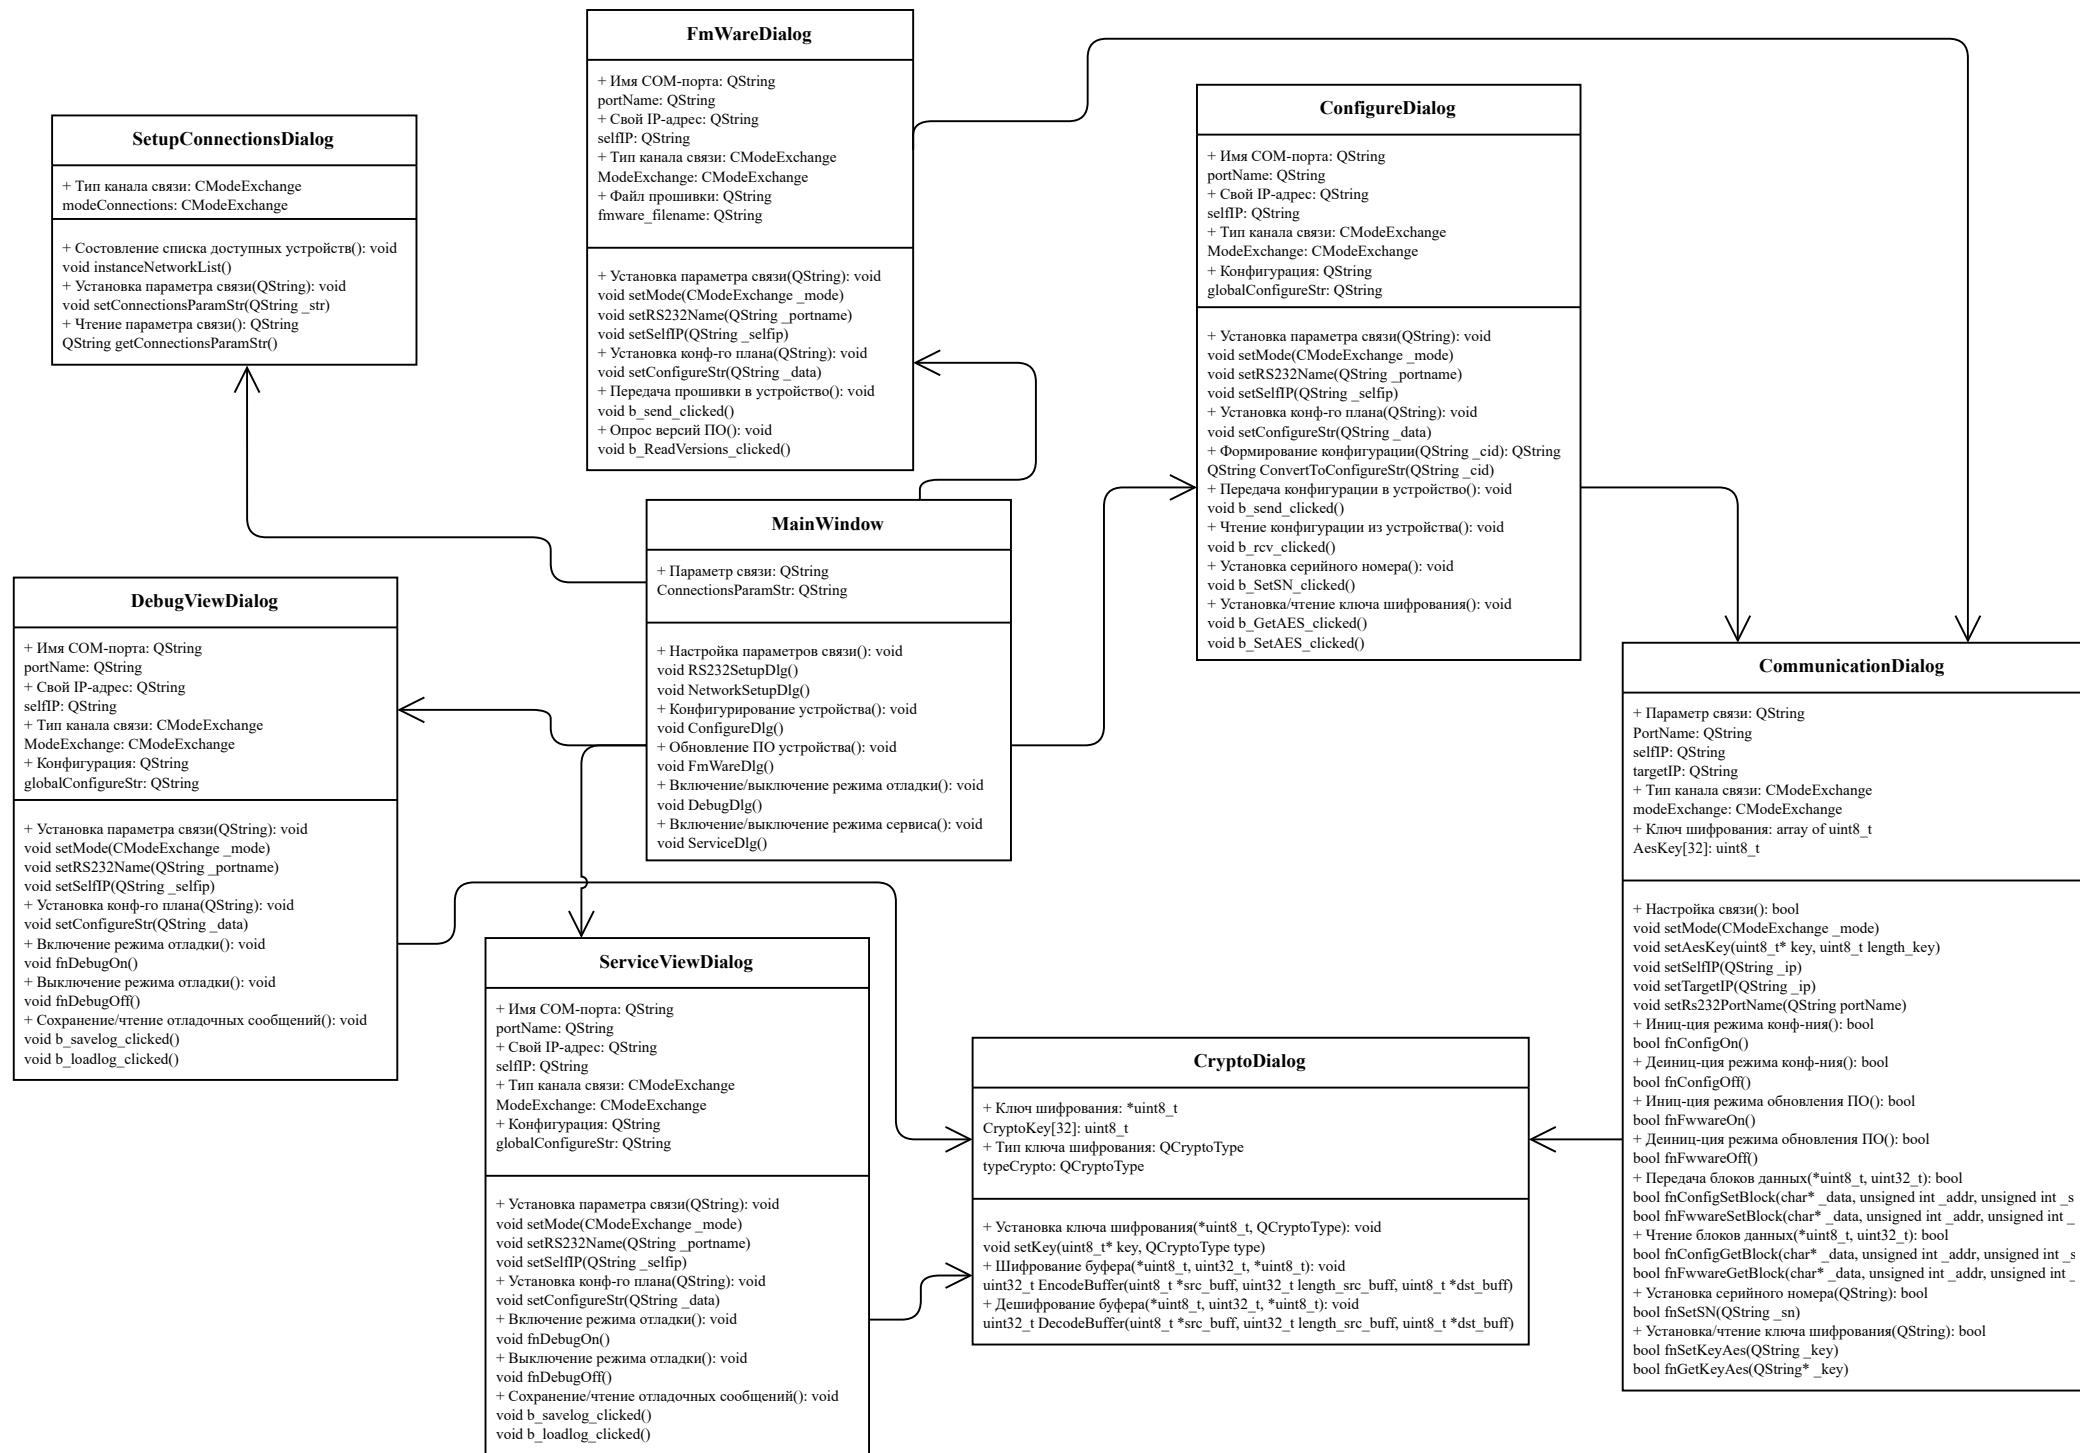 FmWareDialog
+ Имя COM-порта: QString
portName: QString
+ Свой IP-адрес: QString
selfIP: QString
+ Тип канала связи: CModeExchange
ModeExchange: CModeExchange
+ Файл прошивки: QString
fmware_filename: QString
+ Установка параметра связи(QString): void
void setMode(CModeExchange _mode)
void setRS232Name(QString _portname)
void setSelfIP(QString _selfip)
+ Установка конф-го плана(QString): void
void setConfigureStr(QString _data)
+ Передача прошивки в устройство(): void
void b_send_clicked()
+ Опрос версий ПО(): void
void b_ReadVersions_clicked()
ConfigureDialog
+ Имя COM-порта: QString
portName: QString
+ Свой IP-адрес: QString
selfIP: QString
+ Тип канала связи: CModeExchange
ModeExchange: CModeExchange
+ Конфигурация: QString
globalConfigureStr: QString
+ Установка параметра связи(QString): void
void setMode(CModeExchange _mode)
void setRS232Name(QString _portname)
void setSelfIP(QString _selfip)
+ Установка конф-го плана(QString): void
void setConfigureStr(QString _data)
+ Формирование конфигурации(QString _cid): QString
QString ConvertToConfigureStr(QString _cid)
+ Передача конфигурации в устройство(): void
void b_send_clicked()
+ Чтение конфигурации из устройства(): void
void b_rcv_clicked()
+ Установка серийного номера(): void
void b_SetSN_clicked()
+ Установка/чтение ключа шифрования(): void
void b_GetAES_clicked()
void b_SetAES_clicked()
SetupConnectionsDialog
+ Тип канала связи: CModeExchange
modeConnections: CModeExchange
+ Состовление списка доступных устройств(): void
void instanceNetworkList()
+ Установка параметра связи(QString): void
void setConnectionsParamStr(QString _str)
+ Чтение параметра связи(): QString
QString getConnectionsParamStr()
MainWindow
+ Параметр связи: QString
ConnectionsParamStr: QString
+ Настройка параметров связи(): void
void RS232SetupDlg()
void NetworkSetupDlg()
+ Конфигурирование устройства(): void
void ConfigureDlg()
+ Обновление ПО устройства(): void
void FmWareDlg()
+ Включение/выключение режима отладки(): void
void DebugDlg()
+ Включение/выключение режима сервиса(): void
void ServiceDlg()
DebugViewDialog
+ Имя COM-порта: QString
portName: QString
+ Свой IP-адрес: QString
selfIP: QString
+ Тип канала связи: CModeExchange
ModeExchange: CModeExchange
+ Конфигурация: QString
globalConfigureStr: QString
+ Установка параметра связи(QString): void
void setMode(CModeExchange _mode)
void setRS232Name(QString _portname)
void setSelfIP(QString _selfip)
+ Установка конф-го плана(QString): void
void setConfigureStr(QString _data)
+ Включение режима отладки(): void
void fnDebugOn()
+ Выключение режима отладки(): void
void fnDebugOff()
+ Сохранение/чтение отладочных сообщений(): void
void b_savelog_clicked()
void b_loadlog_clicked()
CommunicationDialog
+ Параметр связи: QString
PortName: QString
selfIP: QString
targetIP: QString
+ Тип канала связи: CModeExchange
modeExchange: CModeExchange
+ Ключ шифрования: array of uint8_t
AesKey[32]: uint8_t
+ Настройка связи(): bool
void setMode(CModeExchange _mode)
void setAesKey(uint8_t* key, uint8_t length_key)
void setSelfIP(QString _ip)
void setTargetIP(QString _ip)
void setRs232PortName(QString portName)
+ Иниц-ция режима конф-ния(): bool
bool fnConfigOn()
+ Деиниц-ция режима конф-ния(): bool
bool fnConfigOff()
+ Иниц-ция режима обновления ПО(): bool
bool fnFwwareOn()
+ Деиниц-ция режима обновления ПО(): bool
bool fnFwwareOff()
+ Передача блоков данных(*uint8_t, uint32_t): bool
bool fnConfigSetBlock(char* _data, unsigned int _addr, unsigned int _s
bool fnFwwareSetBlock(char* _data, unsigned int _addr, unsigned int _
+ Чтение блоков данных(*uint8_t, uint32_t): bool
bool fnConfigGetBlock(char* _data, unsigned int _addr, unsigned int _s
bool fnFwwareGetBlock(char* _data, unsigned int _addr, unsigned int _
+ Установка серийного номера(QString): bool
bool fnSetSN(QString _sn)
+ Установка/чтение ключа шифрования(QString): bool
bool fnSetKeyAes(QString _key)
bool fnGetKeyAes(QString* _key)
ServiceViewDialog
+ Имя COM-порта: QString
portName: QString
+ Свой IP-адрес: QString
selfIP: QString
+ Тип канала связи: CModeExchange
ModeExchange: CModeExchange
+ Конфигурация: QString
globalConfigureStr: QString
+ Установка параметра связи(QString): void
void setMode(CModeExchange _mode)
void setRS232Name(QString _portname)
void setSelfIP(QString _selfip)
+ Установка конф-го плана(QString): void
void setConfigureStr(QString _data)
+ Включение режима отладки(): void
void fnDebugOn()
+ Выключение режима отладки(): void
void fnDebugOff()
+ Сохранение/чтение отладочных сообщений(): void
void b_savelog_clicked()
void b_loadlog_clicked()
CryptoDialog
+ Ключ шифрования: *uint8_t
CryptoKey[32]: uint8_t
+ Тип ключа шифрования: QCryptoType
typeCrypto: QCryptoType
+ Установка ключа шифрования(*uint8_t, QCryptoType): void
void setKey(uint8_t* key, QCryptoType type)
+ Шифрование буфера(*uint8_t, uint32_t, *uint8_t): void
uint32_t EncodeBuffer(uint8_t *src_buff, uint32_t length_src_buff, uint8_t *dst_buff)
+ Дешифрование буфера(*uint8_t, uint32_t, *uint8_t): void
uint32_t DecodeBuffer(uint8_t *src_buff, uint32_t length_src_buff, uint8_t *dst_buff)